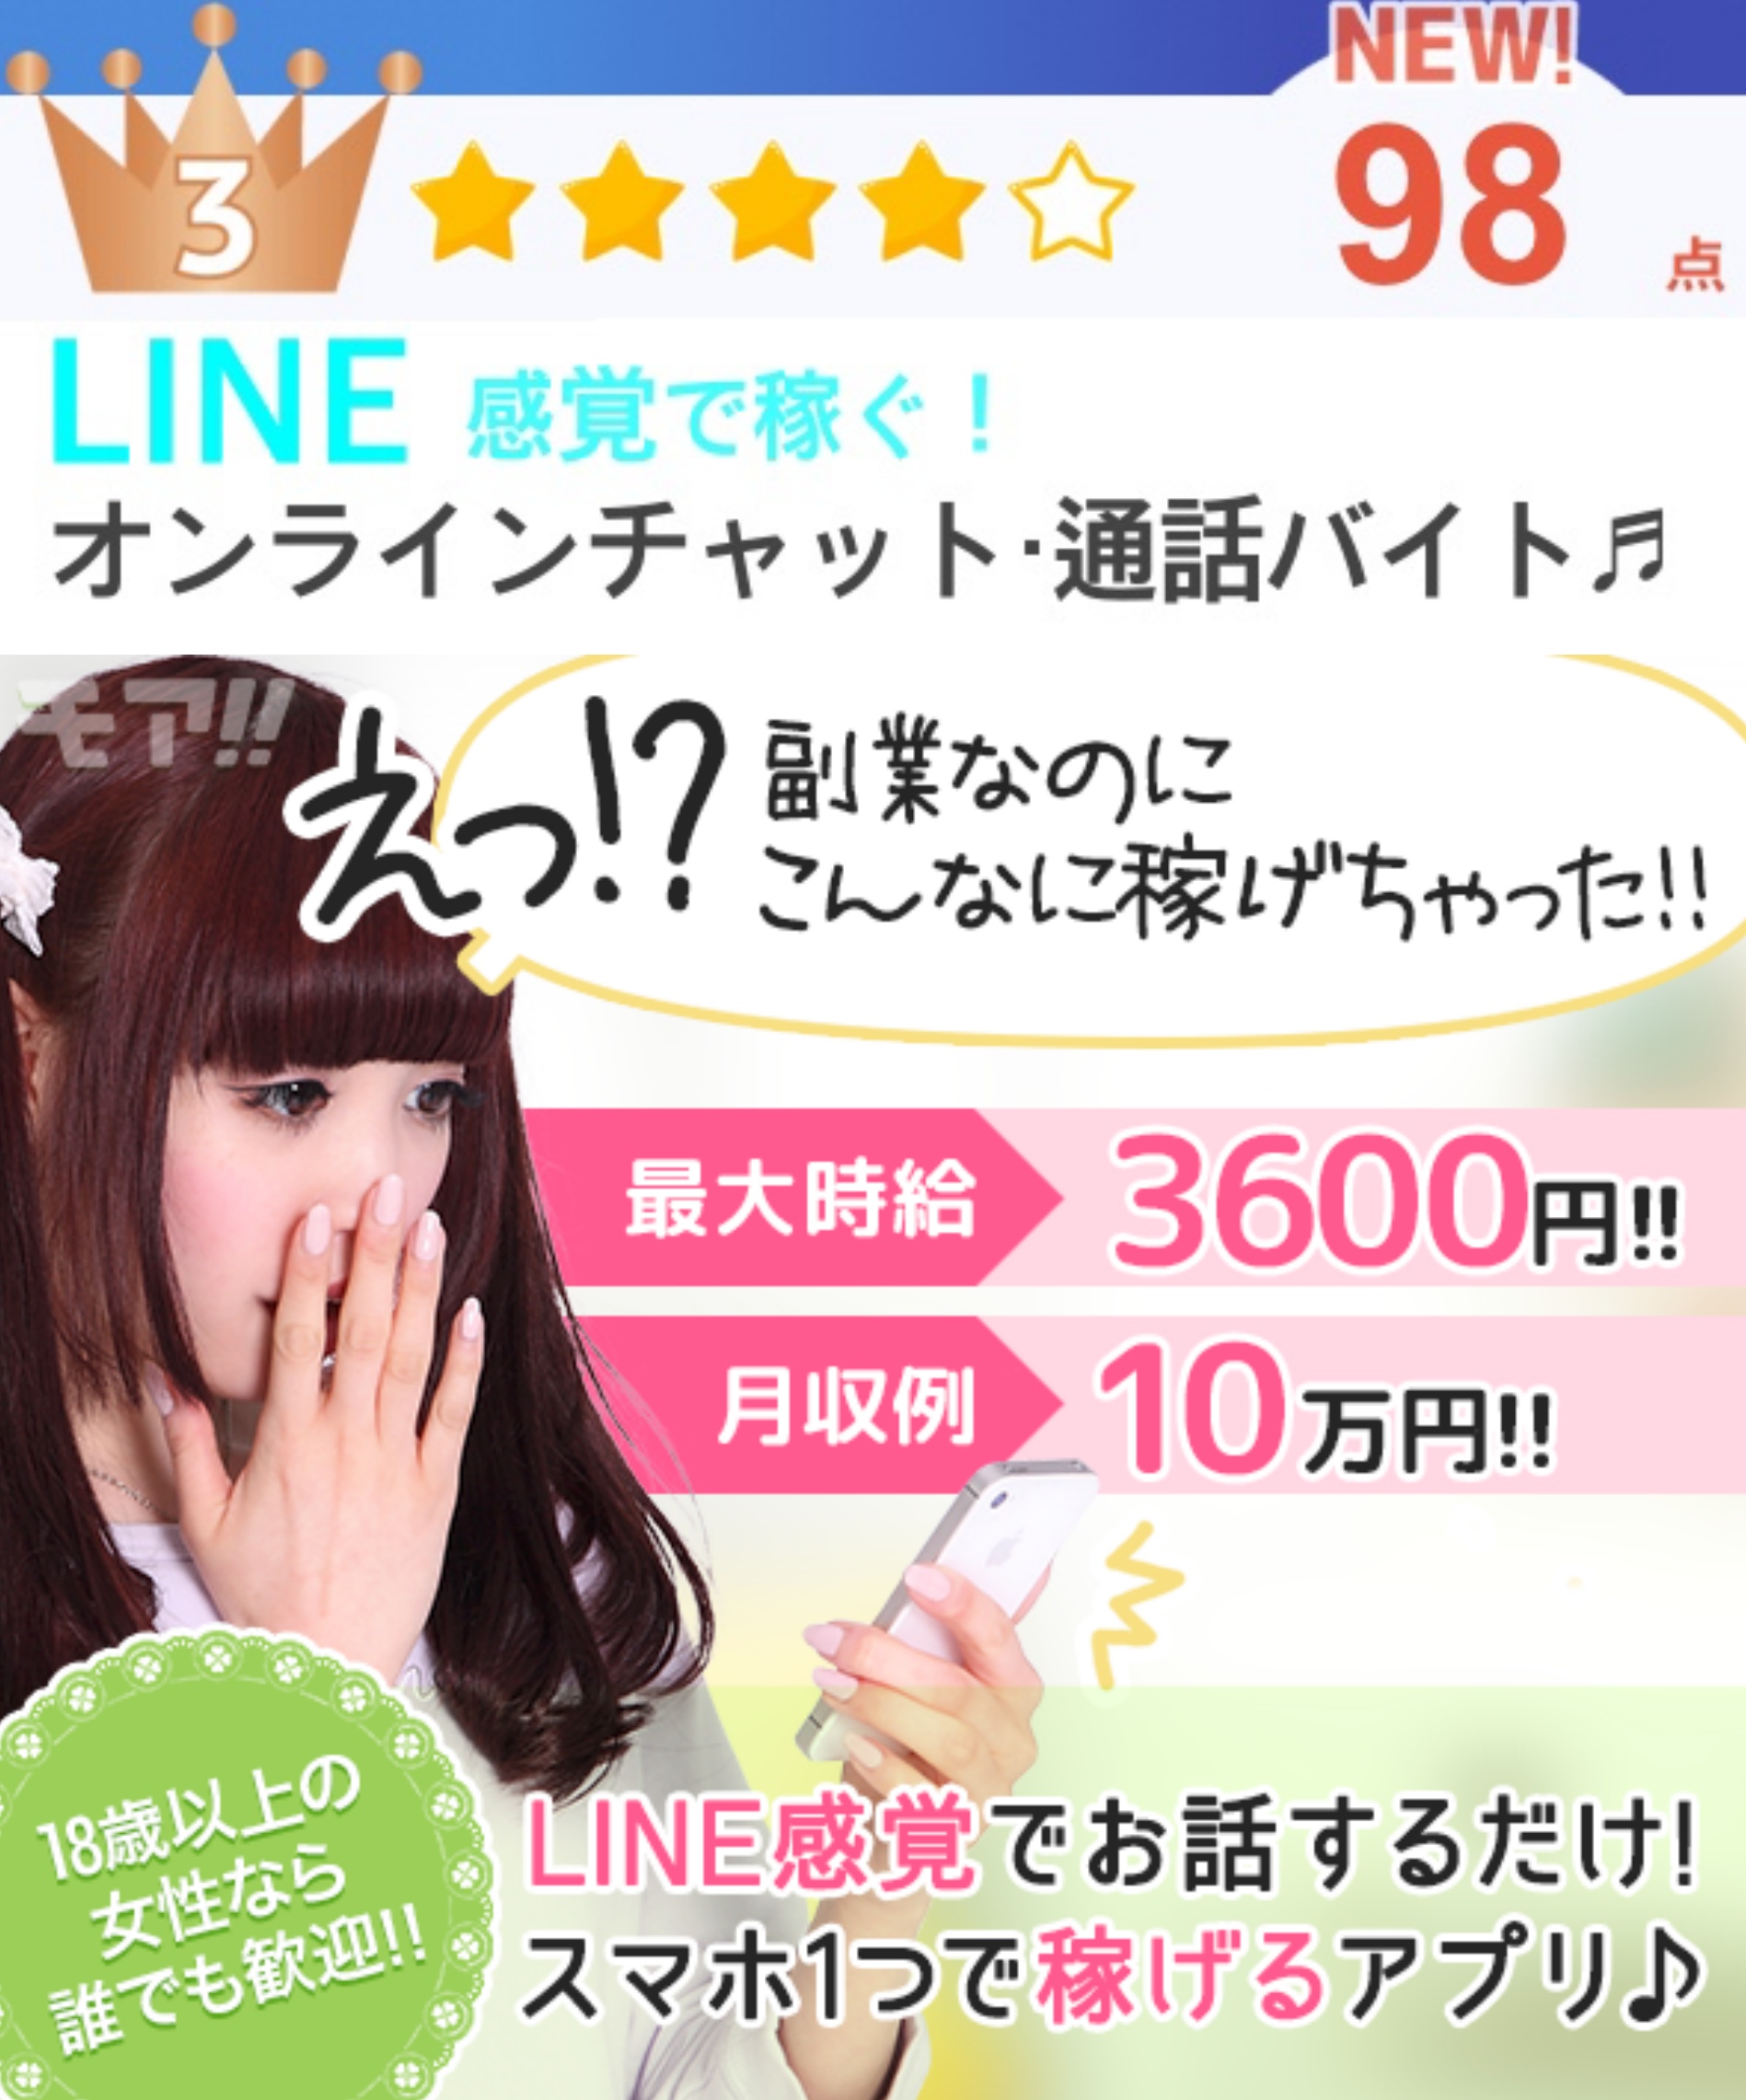 NEW!
3
98点
LINE 感覚で稼ぐ！
オンラインチャット・通話バイト♬
モア!!
えっ!?
副業なのに
こんなに稼げちゃった!!
最大時給 3600円!!
月収例 10万円!!
18歳以上の
女性なら
誰でも歓迎!!
LINE感覚でお話するだけ!
スマホ1つで稼げるアプリ♪